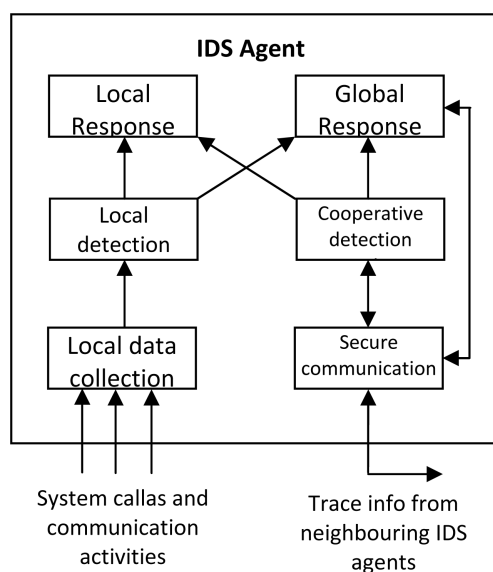 IDS Agent
Local
Response
Global
Response
Local
detection
Cooperative
detection
Local data
collection
Secure
communication
System callas and
communication
activities
Trace info from
neighbouring IDS
agents